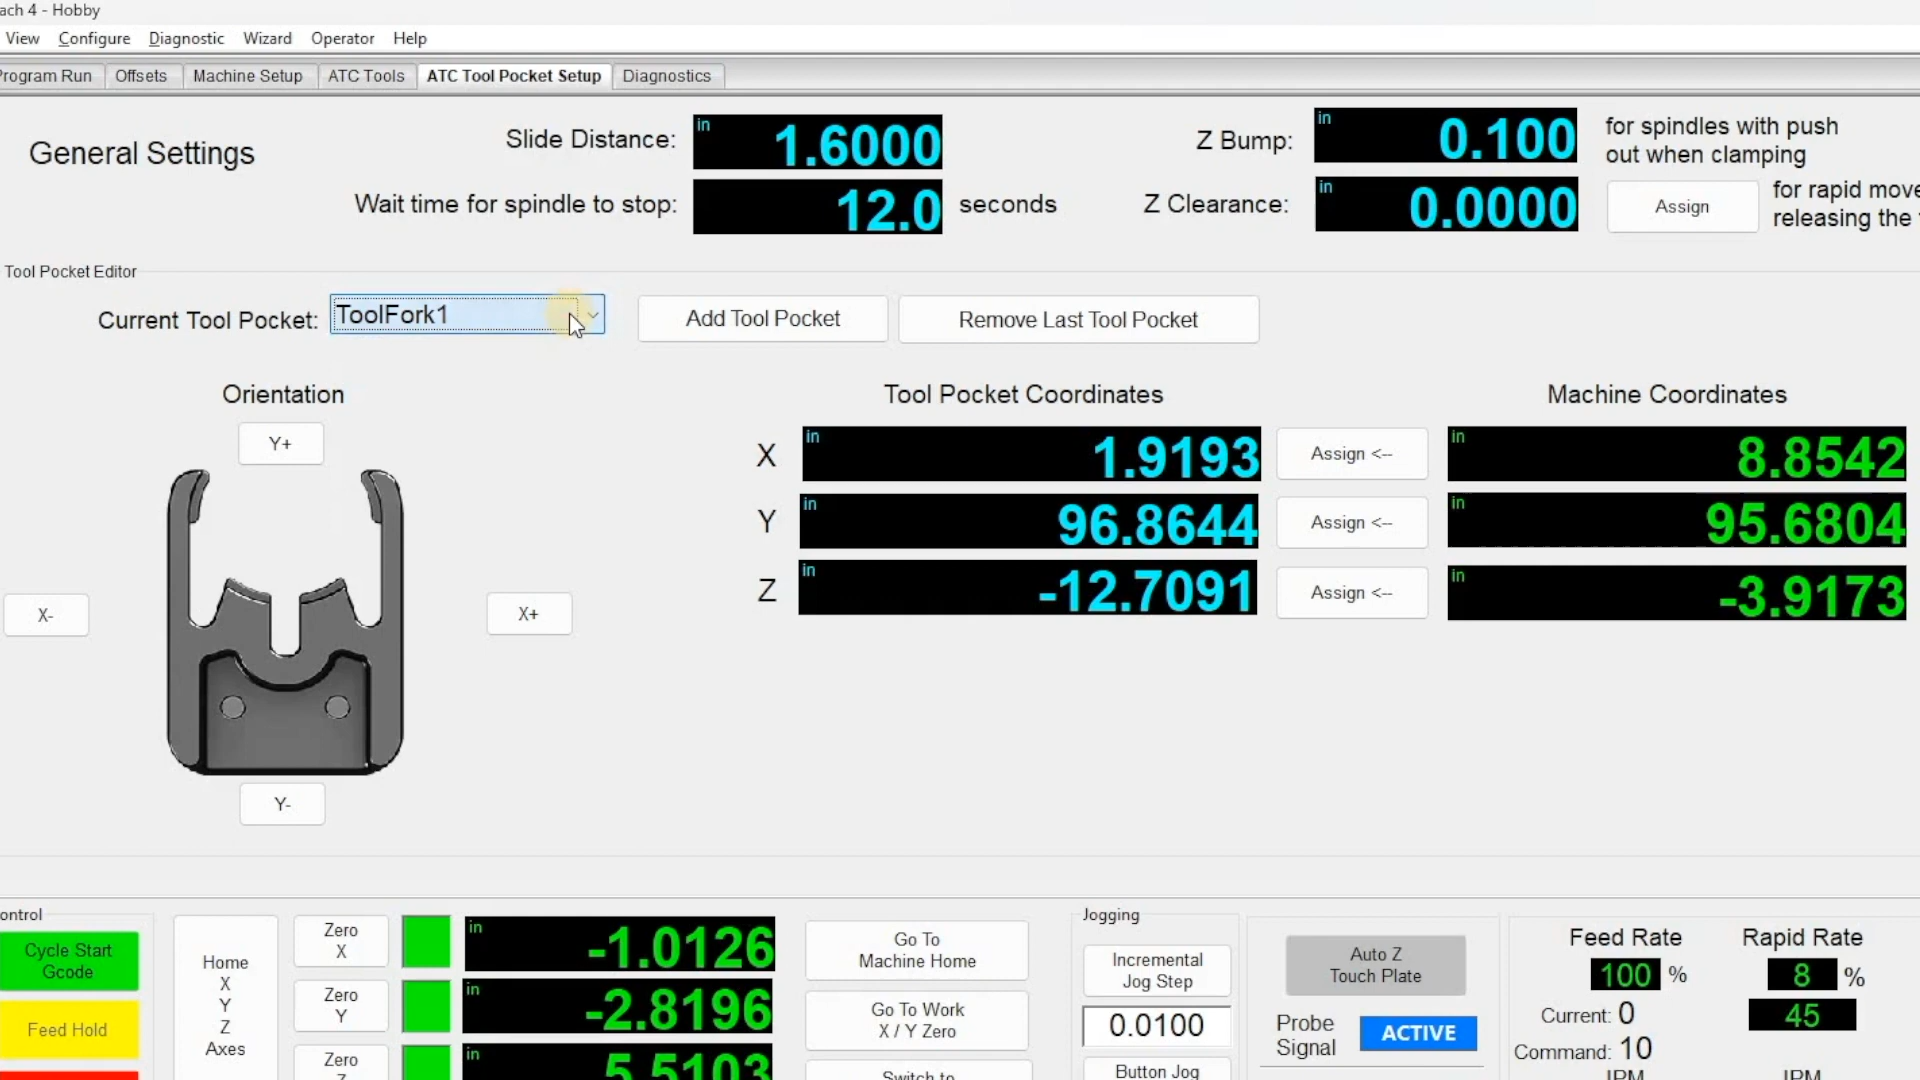 ach 4 - Hobby
View Configure Diagnostic Wizard Operator Help
Program Run Offsets Machine Setup ATC Tools ATC Tool Pocket Setup Diagnostics
General Settings
Slide Distance: in 1.6000
Wait time for spindle to stop: 12.0 seconds
Z Bump: in 0.100 for spindles with push
out when clamping
Z Clearance: in 0.0000 Assign for rapid move
releasing the
Tool Pocket Editor
Current Tool Pocket: ToolFork1 Add Tool Pocket Remove Last Tool Pocket
Orientation
Y+
X-
X+
Y-
Tool Pocket Coordinates Machine Coordinates
X in 1.9193 Assign <-- in 8.8542
Y in 96.8644 Assign <-- in 95.6804
Z in -12.7091 Assign <-- in -3.9173
ontrol
Cycle Start
Gcode
Feed Hold
Home
X
Y
Z
Axes
Zero
X
in -1.0126
Zero
Y
in -2.8196
Zero
Z
in 5.5103
Go To
Machine Home
Go To Work
X / Y Zero
Switch to
Jogging
Incremental
Jog Step
0.0100
Button Jog
Auto Z
Touch Plate
Probe
Signal
ACTIVE
Feed Rate
100 %
Current: 0
Command: 10
IPM
Rapid Rate
8 %
45
IPM